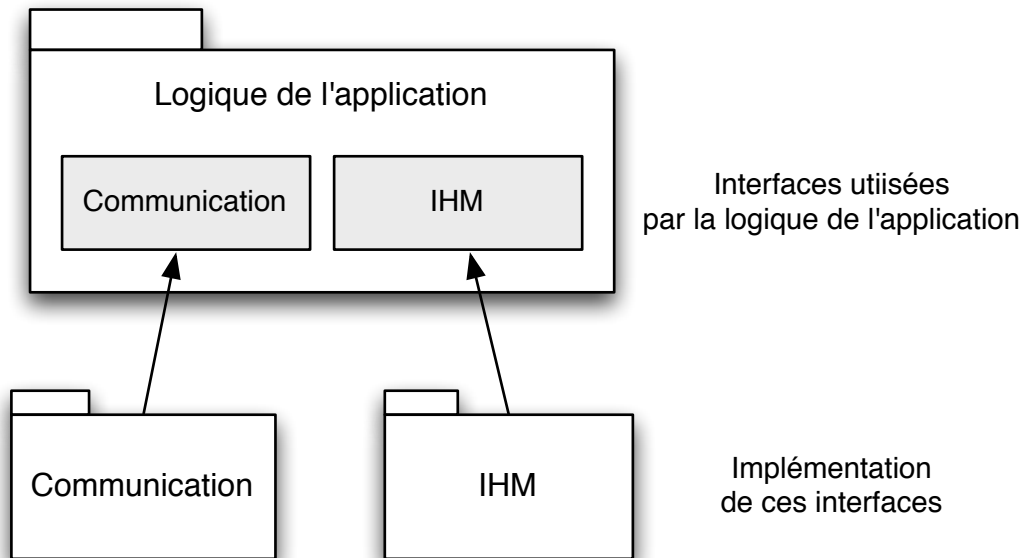 Logique de l'application
Communication
IHM
Interfaces utiisées
par la logique de l'application
Communication
IHM
Implémentation
de ces interfaces